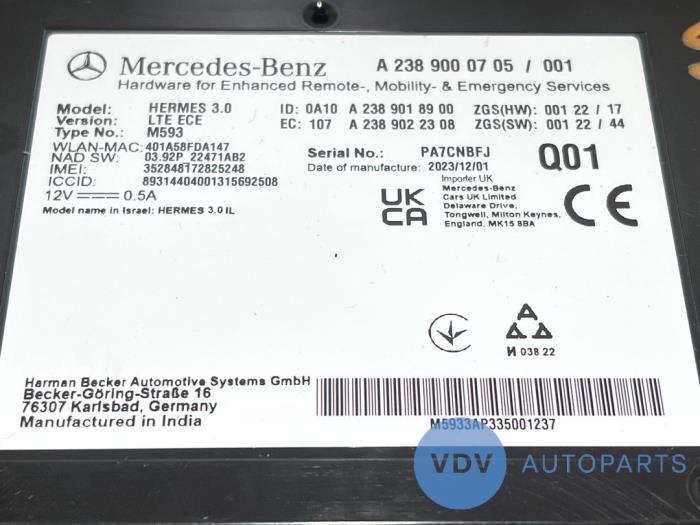 Mercedes-Benz A 238 900 07 05 / 001
Hardware for Enhanced Remote-, Mobility- & Emergency Services
Model: HERMES 3.0 ID: 0A10 A 238 901 89 00 ZGS(HW): 001 22 / 17
Version: LTE ECE EC: 107 A 238 902 23 08 ZGS(SW): 001 22 / 44
Type No.: M593
WLAN-MAC: 401A58FDA147
NAD SW: 03.92P_22471AB2
IMEI: 352848172825248
ICCID: 89314404001315692508
12V 0.5A
Model name in Israel: HERMES 3.0 IL
Serial No.: PA7CNBFJ Q01
Date of manufacture: 2023/12/01
UK
CA
Importer UK
Mercedes-Benz
Cars UK Limited
Delaware Drive,
Tongwell, Milton Keynes,
England, MK15 8BA
CE
A
И 038 22
Harman Becker Automotive Systems GmbH
Becker-Göring-Straße 16
76307 Karlsbad, Germany
Manufactured in India
M5933AP335001237
VDV AUTOPARTS